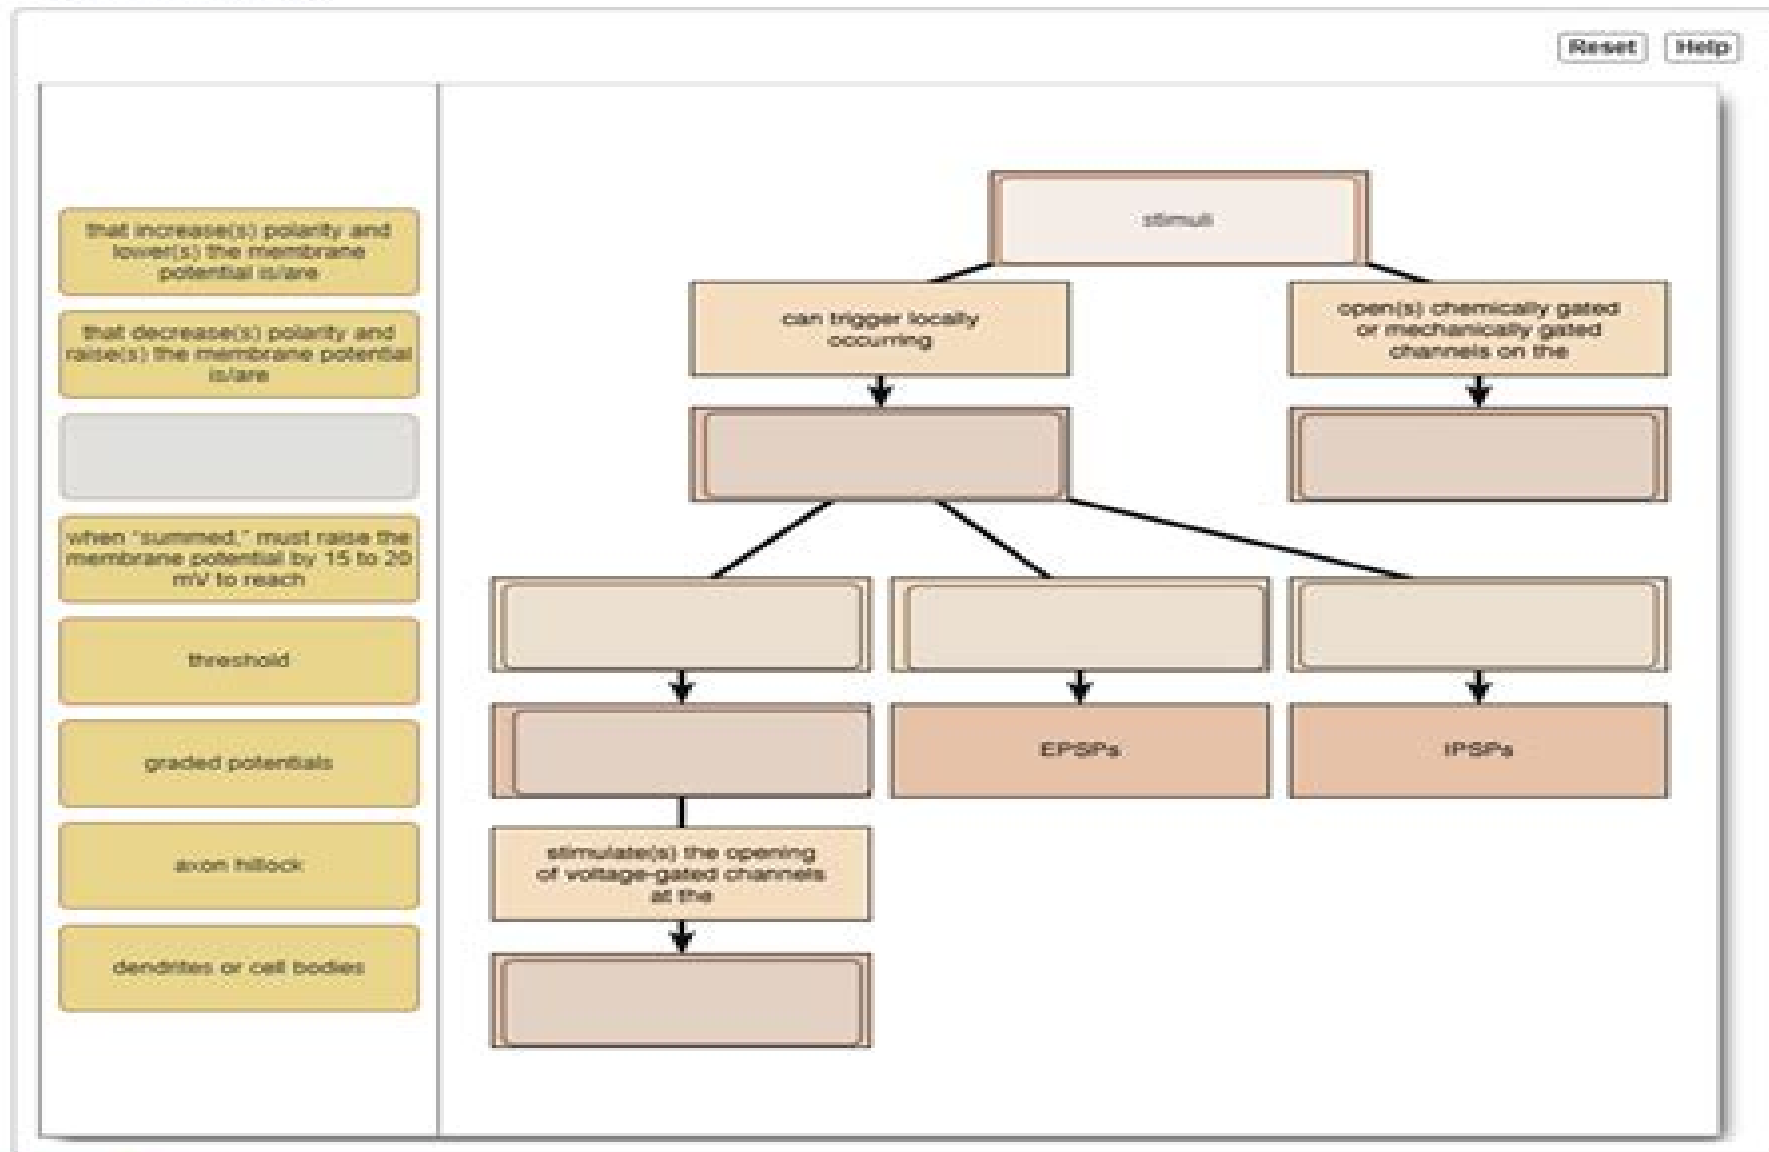 Reset Help
that increase(s) polarity and
lower(s) the membrane
potential is/are
that decrease(s) polarity and
raise(s) the membrane potential
is/are
when "summed," must raise the
membrane potential by 15 to 20
mV to reach
threshold
graded potentials
axon hillock
dendrites or cell bodies
stimuli
can trigger locally
occurring
open(s) chemically gated
or mechanically gated
channels on the
EPSPs
IPSPs
stimulate(s) the opening
of voltage-gated channels
at the